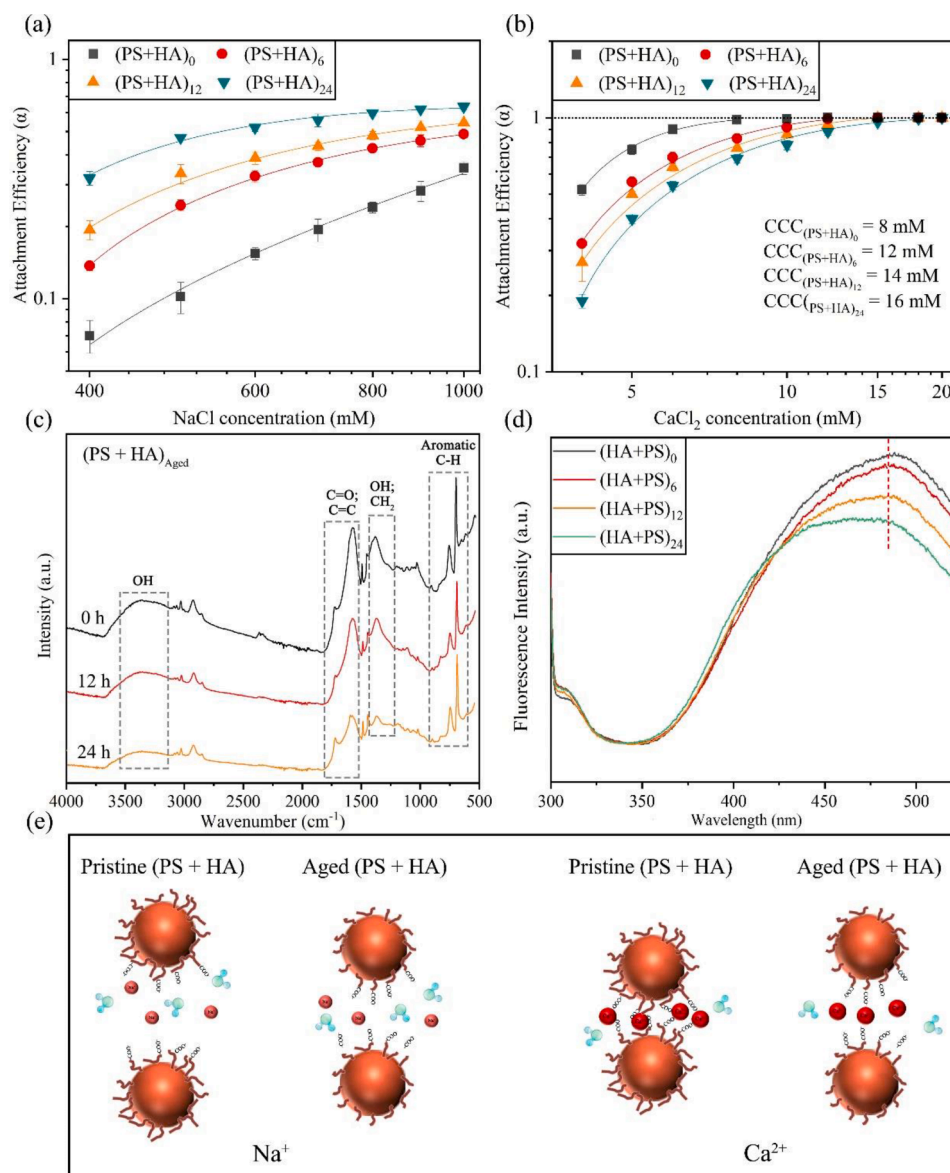 (a)
(PS+HA)0
(PS+HA)6
(PS+HA)12
(PS+HA)24
1
0.1
Attachment Efficiency (α)
400
600
800
1000
NaCl concentration (mM)
(b)
(PS+HA)0
(PS+HA)6
(PS+HA)12
(PS+HA)24
1
0.1
Attachment Efficiency (α)
CCC(PS+HA)0 = 8 mM
CCC(PS+HA)6 = 12 mM
CCC(PS+HA)12 = 14 mM
CCC(PS+HA)24 = 16 mM
5
10
15
20
CaCl2 concentration (mM)
(c)
(PS + HA)Aged
Aromatic
C-H
C=O;
C=C
OH;
CH2
OH
0 h
12 h
24 h
Intensity (a.u.)
4000
3500
3000
2500
2000
1500
1000
500
Wavenumber (cm-1)
(d)
(HA+PS)0
(HA+PS)6
(HA+PS)12
(HA+PS)24
Fluorescence Intensity (a.u.)
300
350
400
450
500
Wavelength (nm)
(e)
Pristine (PS + HA)
Aged (PS + HA)
Pristine (PS + HA)
Aged (PS + HA)
Na+
Ca2+